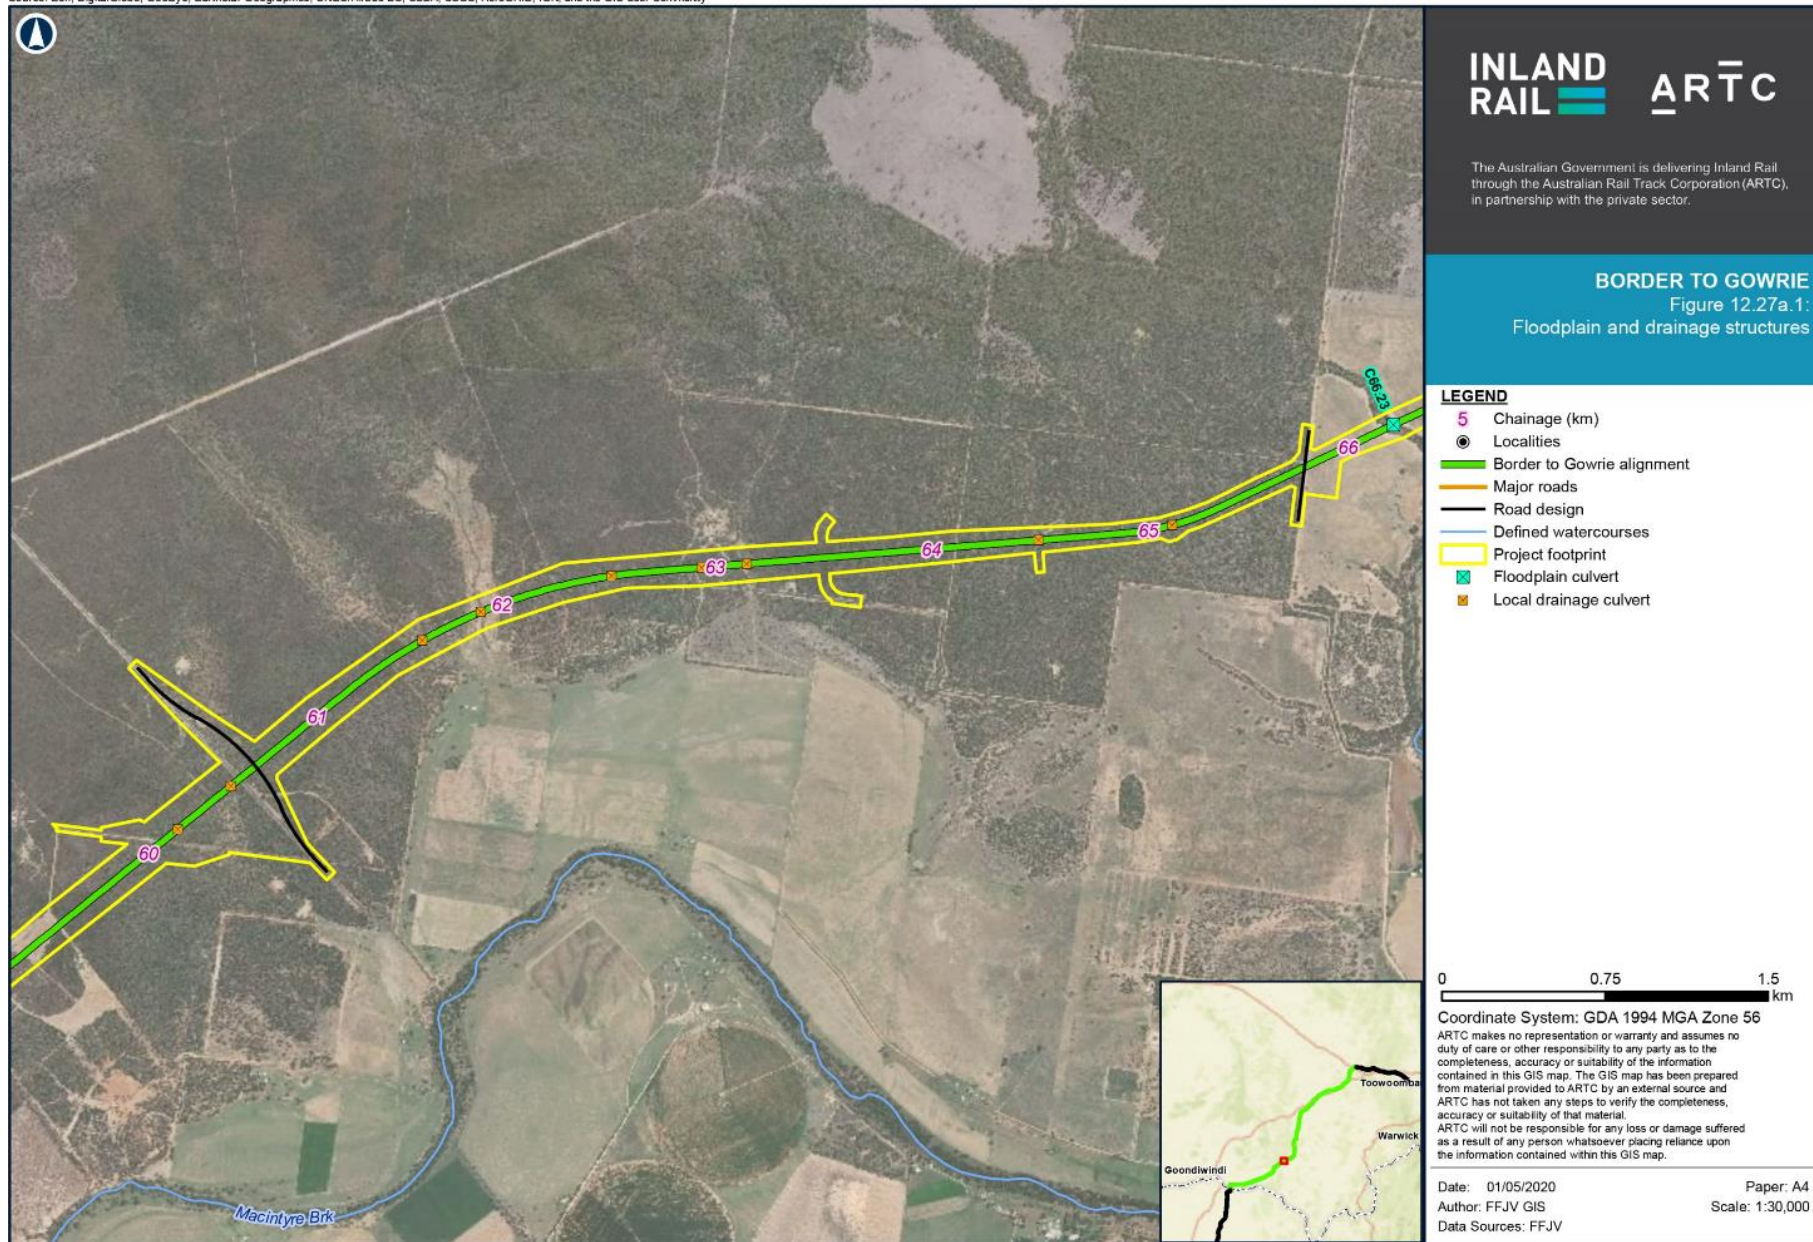 INLAND
RAIL
ARTC
The Australian Government is delivering Inland Rail
through the Australian Rail Track Corporation (ARTC),
in partnership with the private sector.
BORDER TO GOWRIE
Figure 12.27a.1:
Floodplain and drainage structures
LEGEND
5 Chainage (km)
Localities
Border to Gowrie alignment
Major roads
Road design
Defined watercourses
Project footprint
Floodplain culvert
Local drainage culvert
C66.23
66
65
64
63
62
61
60
Macintyre Brk
Toowoomba
Warwick
Goondiwindi
0 0.75 1.5
km
Coordinate System: GDA 1994 MGA Zone 56
ARTC makes no representation or warranty and assumes no
duty of care or other responsibility to any party as to the
completeness, accuracy or suitability of the information
contained in this GIS map. The GIS map has been prepared
from material provided to ARTC by an external source and
ARTC has not taken any steps to verify the completeness,
accuracy or suitability of that material.
ARTC will not be responsible for any loss or damage suffered
as a result of any person whatsoever placing reliance upon
the information contained within this GIS map.
Date: 01/05/2020 Paper: A4
Author: FFJV GIS Scale: 1:30,000
Data Sources: FFJV